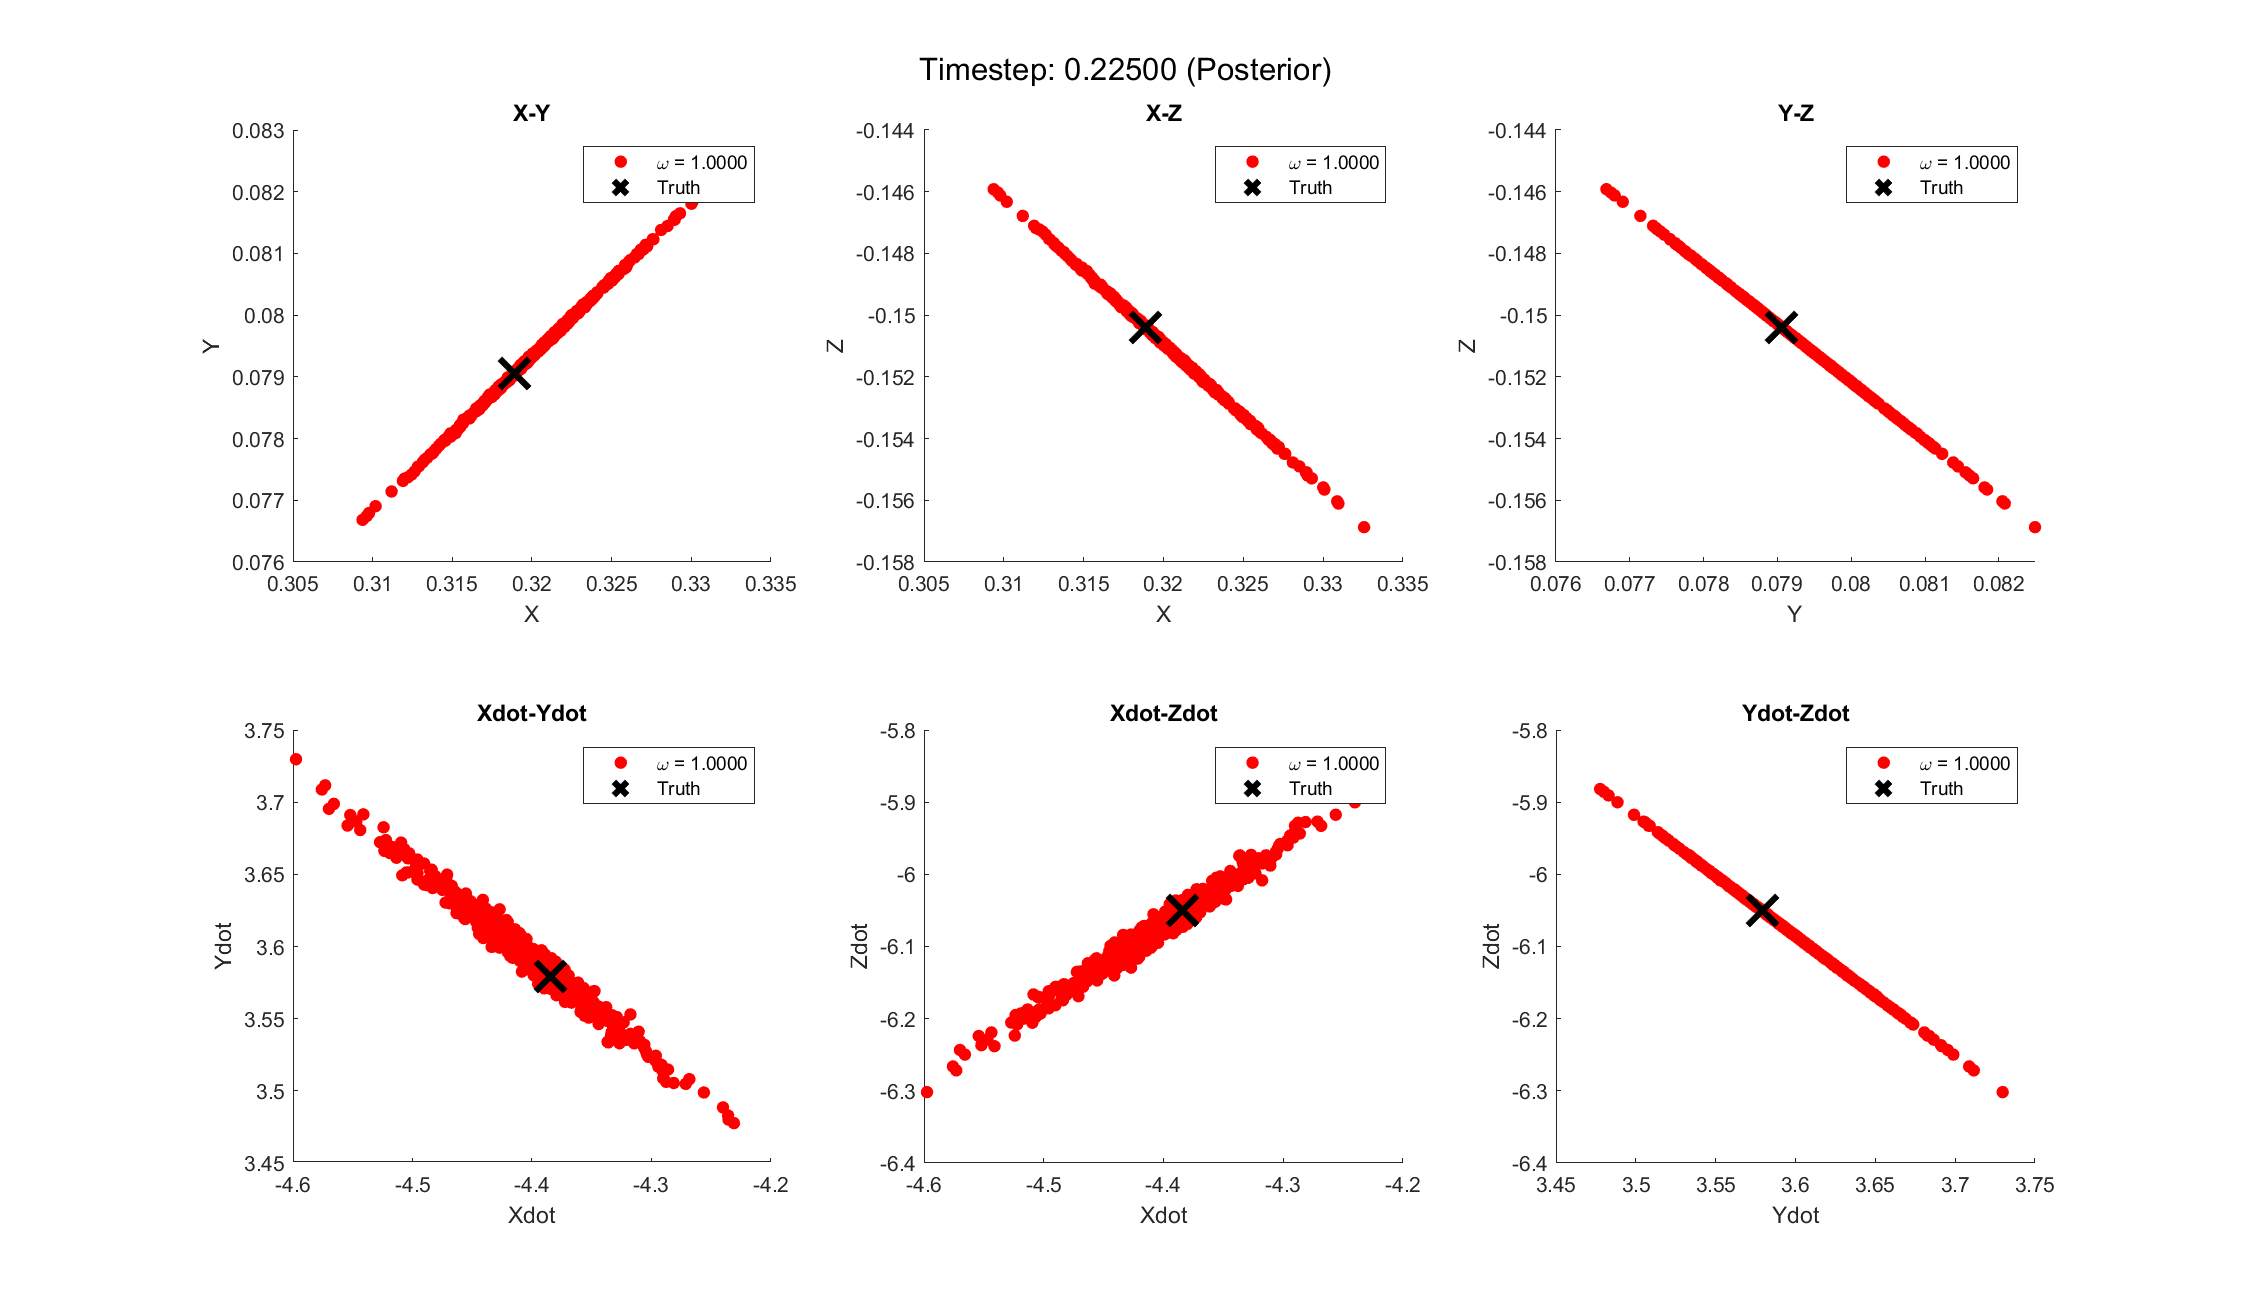 Timestep: 0.22500 (Posterior)
X-Y
0.083
0.082
0.081
0.08
0.079
0.078
0.077
0.076
Y
0.305 0.31 0.315 0.32 0.325 0.33 0.335
X
ω = 1.0000
Truth
X-Z
-0.144
-0.146
-0.148
-0.15
-0.152
-0.154
-0.156
-0.158
Z
0.305 0.31 0.315 0.32 0.325 0.33 0.335
X
ω = 1.0000
Truth
Y-Z
-0.144
-0.146
-0.148
-0.15
-0.152
-0.154
-0.156
-0.158
Z
0.076 0.077 0.078 0.079 0.08 0.081 0.082
Y
ω = 1.0000
Truth
Xdot-Ydot
3.75
3.7
3.65
3.6
3.55
3.5
3.45
Ydot
-4.6 -4.5 -4.4 -4.3 -4.2
Xdot
ω = 1.0000
Truth
Xdot-Zdot
-5.8
-5.9
-6
-6.1
-6.2
-6.3
-6.4
Zdot
-4.6 -4.5 -4.4 -4.3 -4.2
Xdot
ω = 1.0000
Truth
Ydot-Zdot
-5.8
-5.9
-6
-6.1
-6.2
-6.3
-6.4
Zdot
3.45 3.5 3.55 3.6 3.65 3.7 3.75
Ydot
ω = 1.0000
Truth